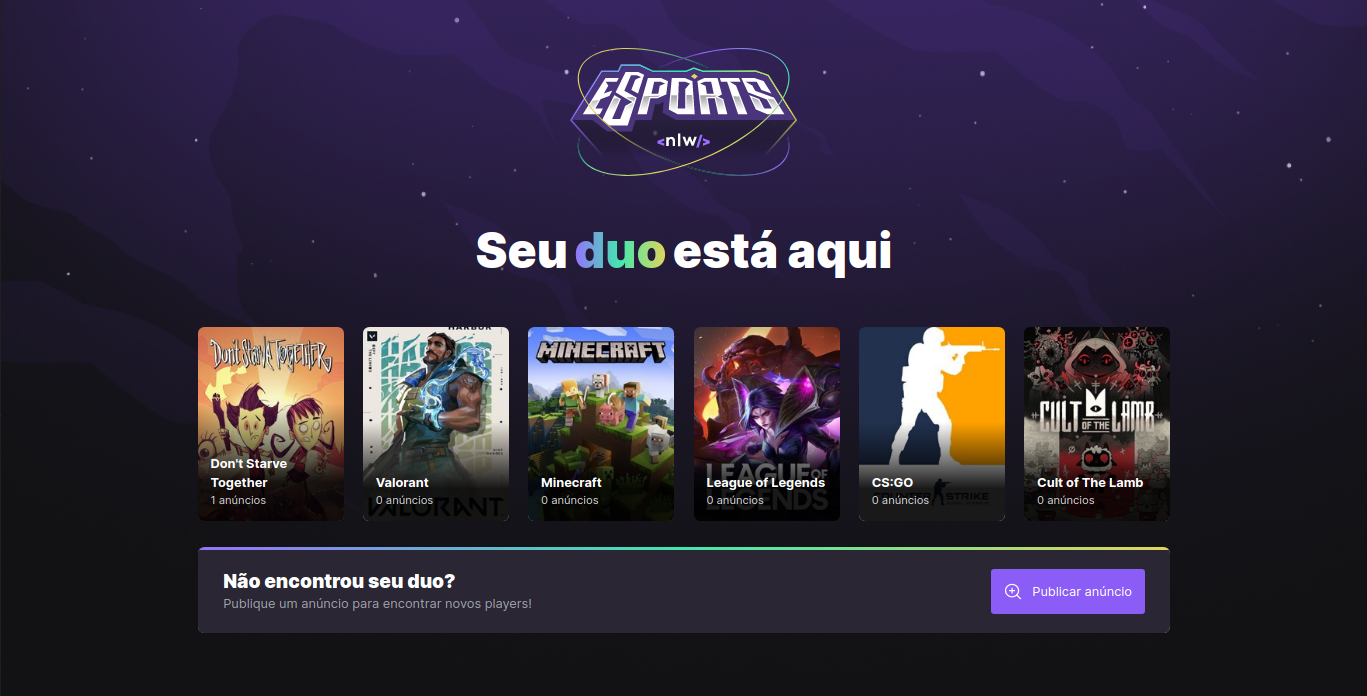 ESPORTS
<nlw/>
Seu duo está aqui
Don't Starve Together
Don't Starve
Together
1 anúncios
HARBOR
VALORANT
Valorant
0 anúncios
MINECRAFT
Minecraft
0 anúncios
LEAGUE OF
LEGENDS
League of Legends
0 anúncios
STRIKE
CS:GO
0 anúncios
CULT OF THE LAMB
Cult of The Lamb
0 anúncios
Não encontrou seu duo?
Publique um anúncio para encontrar novos players!
Publicar anúncio